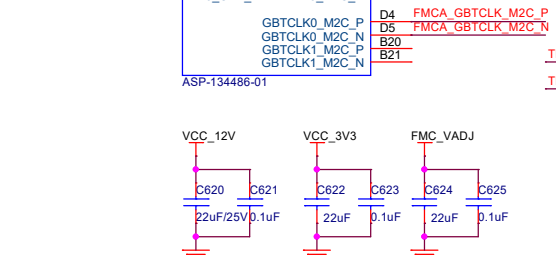 GBTCLK0_M2C_P D4 FMCA_GBTCLK_M2C_P
GBTCLK0_M2C_N D5 FMCA_GBTCLK_M2C_N
GBTCLK1_M2C_P B20
GBTCLK1_M2C_N B21
T
ASP-134486-01
T
VCC_12V VCC_3V3 FMC_VADJ
C620 C621 C622 C623 C624 C625
22uF/25V 0.1uF 22uF 0.1uF 22uF 0.1uF